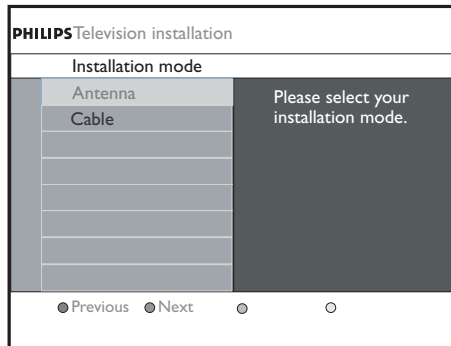 PHILIPS Television installation
Installation mode
Antenna
Cable
Please select your
installation mode.
Previous Next